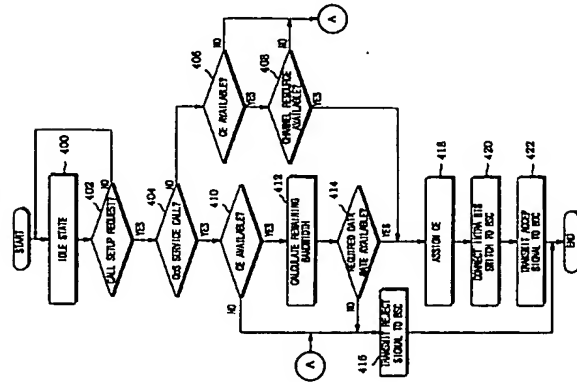 START
400
IDLE STATE
402
CALL SETUP REQUEST?
NO
YES
404
QoS SERVICE CALL?
NO
YES
406
CE AVAILABLE?
NO
YES
408
CHANNEL RESOURCE
AVAILABLE?
NO
YES
A
410
CE AVAILABLE?
NO
YES
412
CALCULATE REMAINING
BANDWIDTH
414
REQUIRED DATE
RATE AVAILABLE?
NO
YES
A
416
TRANSMIT REJECT
SIGNAL TO BSC
418
ASSIGN CE
420
CONNECT INTRA BTS
SWITCH TO BSC
422
TRANSMIT ACCEP
SIGNAL TO BSC
END